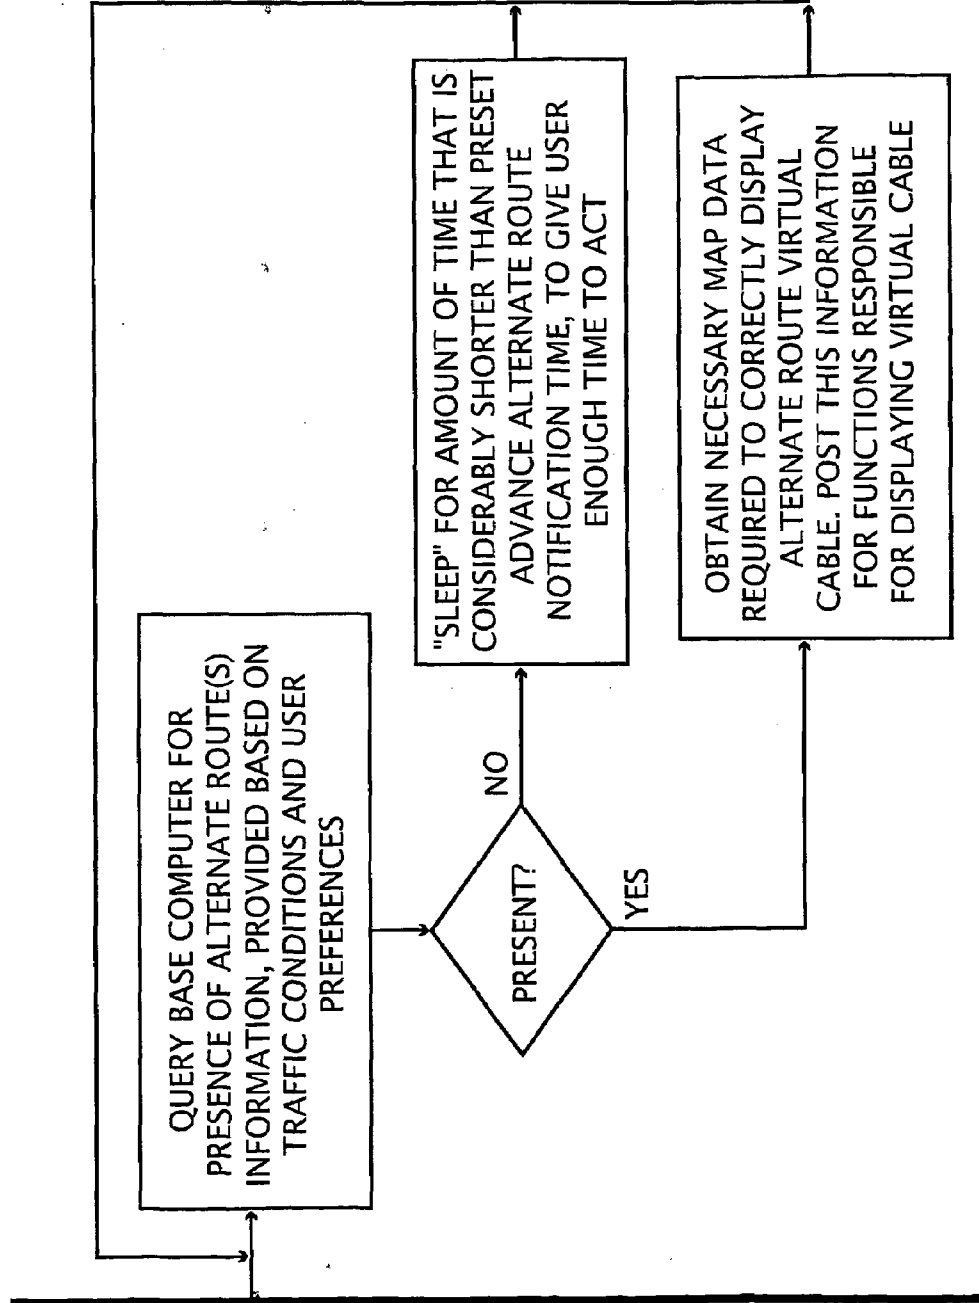 QUERY BASE COMPUTER FOR
PRESENCE OF ALTERNATE ROUTE(S)
INFORMATION, PROVIDED BASED ON
TRAFFIC CONDITIONS AND USER
PREFERENCES
PRESENT?
NO
YES
"SLEEP" FOR AMOUNT OF TIME THAT IS
CONSIDERABLY SHORTER THAN PRESET
ADVANCE ALTERNATE ROUTE
NOTIFICATION TIME, TO GIVE USER
ENOUGH TIME TO ACT
OBTAIN NECESSARY MAP DATA
REQUIRED TO CORRECTLY DISPLAY
ALTERNATE ROUTE VIRTUAL
CABLE. POST THIS INFORMATION
FOR FUNCTIONS RESPONSIBLE
FOR DISPLAYING VIRTUAL CABLE